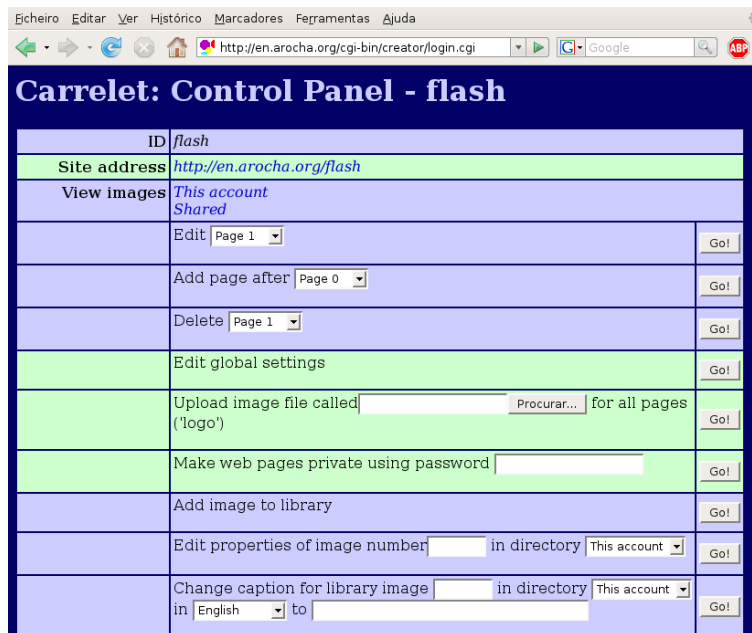 Ficheiro Editar Ver Histórico Marcadores Ferramentas Ajuda
http://en.arocha.org/cgi-bin/creator/login.cgi G Google ABP
Carrelet: Control Panel - flash
ID flash
Site address http://en.arocha.org/flash
View images This account
Shared
Edit Page 1 Go!
Add page after Page 0 Go!
Delete Page 1 Go!
Edit global settings Go!
Upload image file called Procurar... for all pages
('logo') Go!
Make web pages private using password Go!
Add image to library Go!
Edit properties of image number in directory This account Go!
Change caption for library image in directory This account
in English to Go!